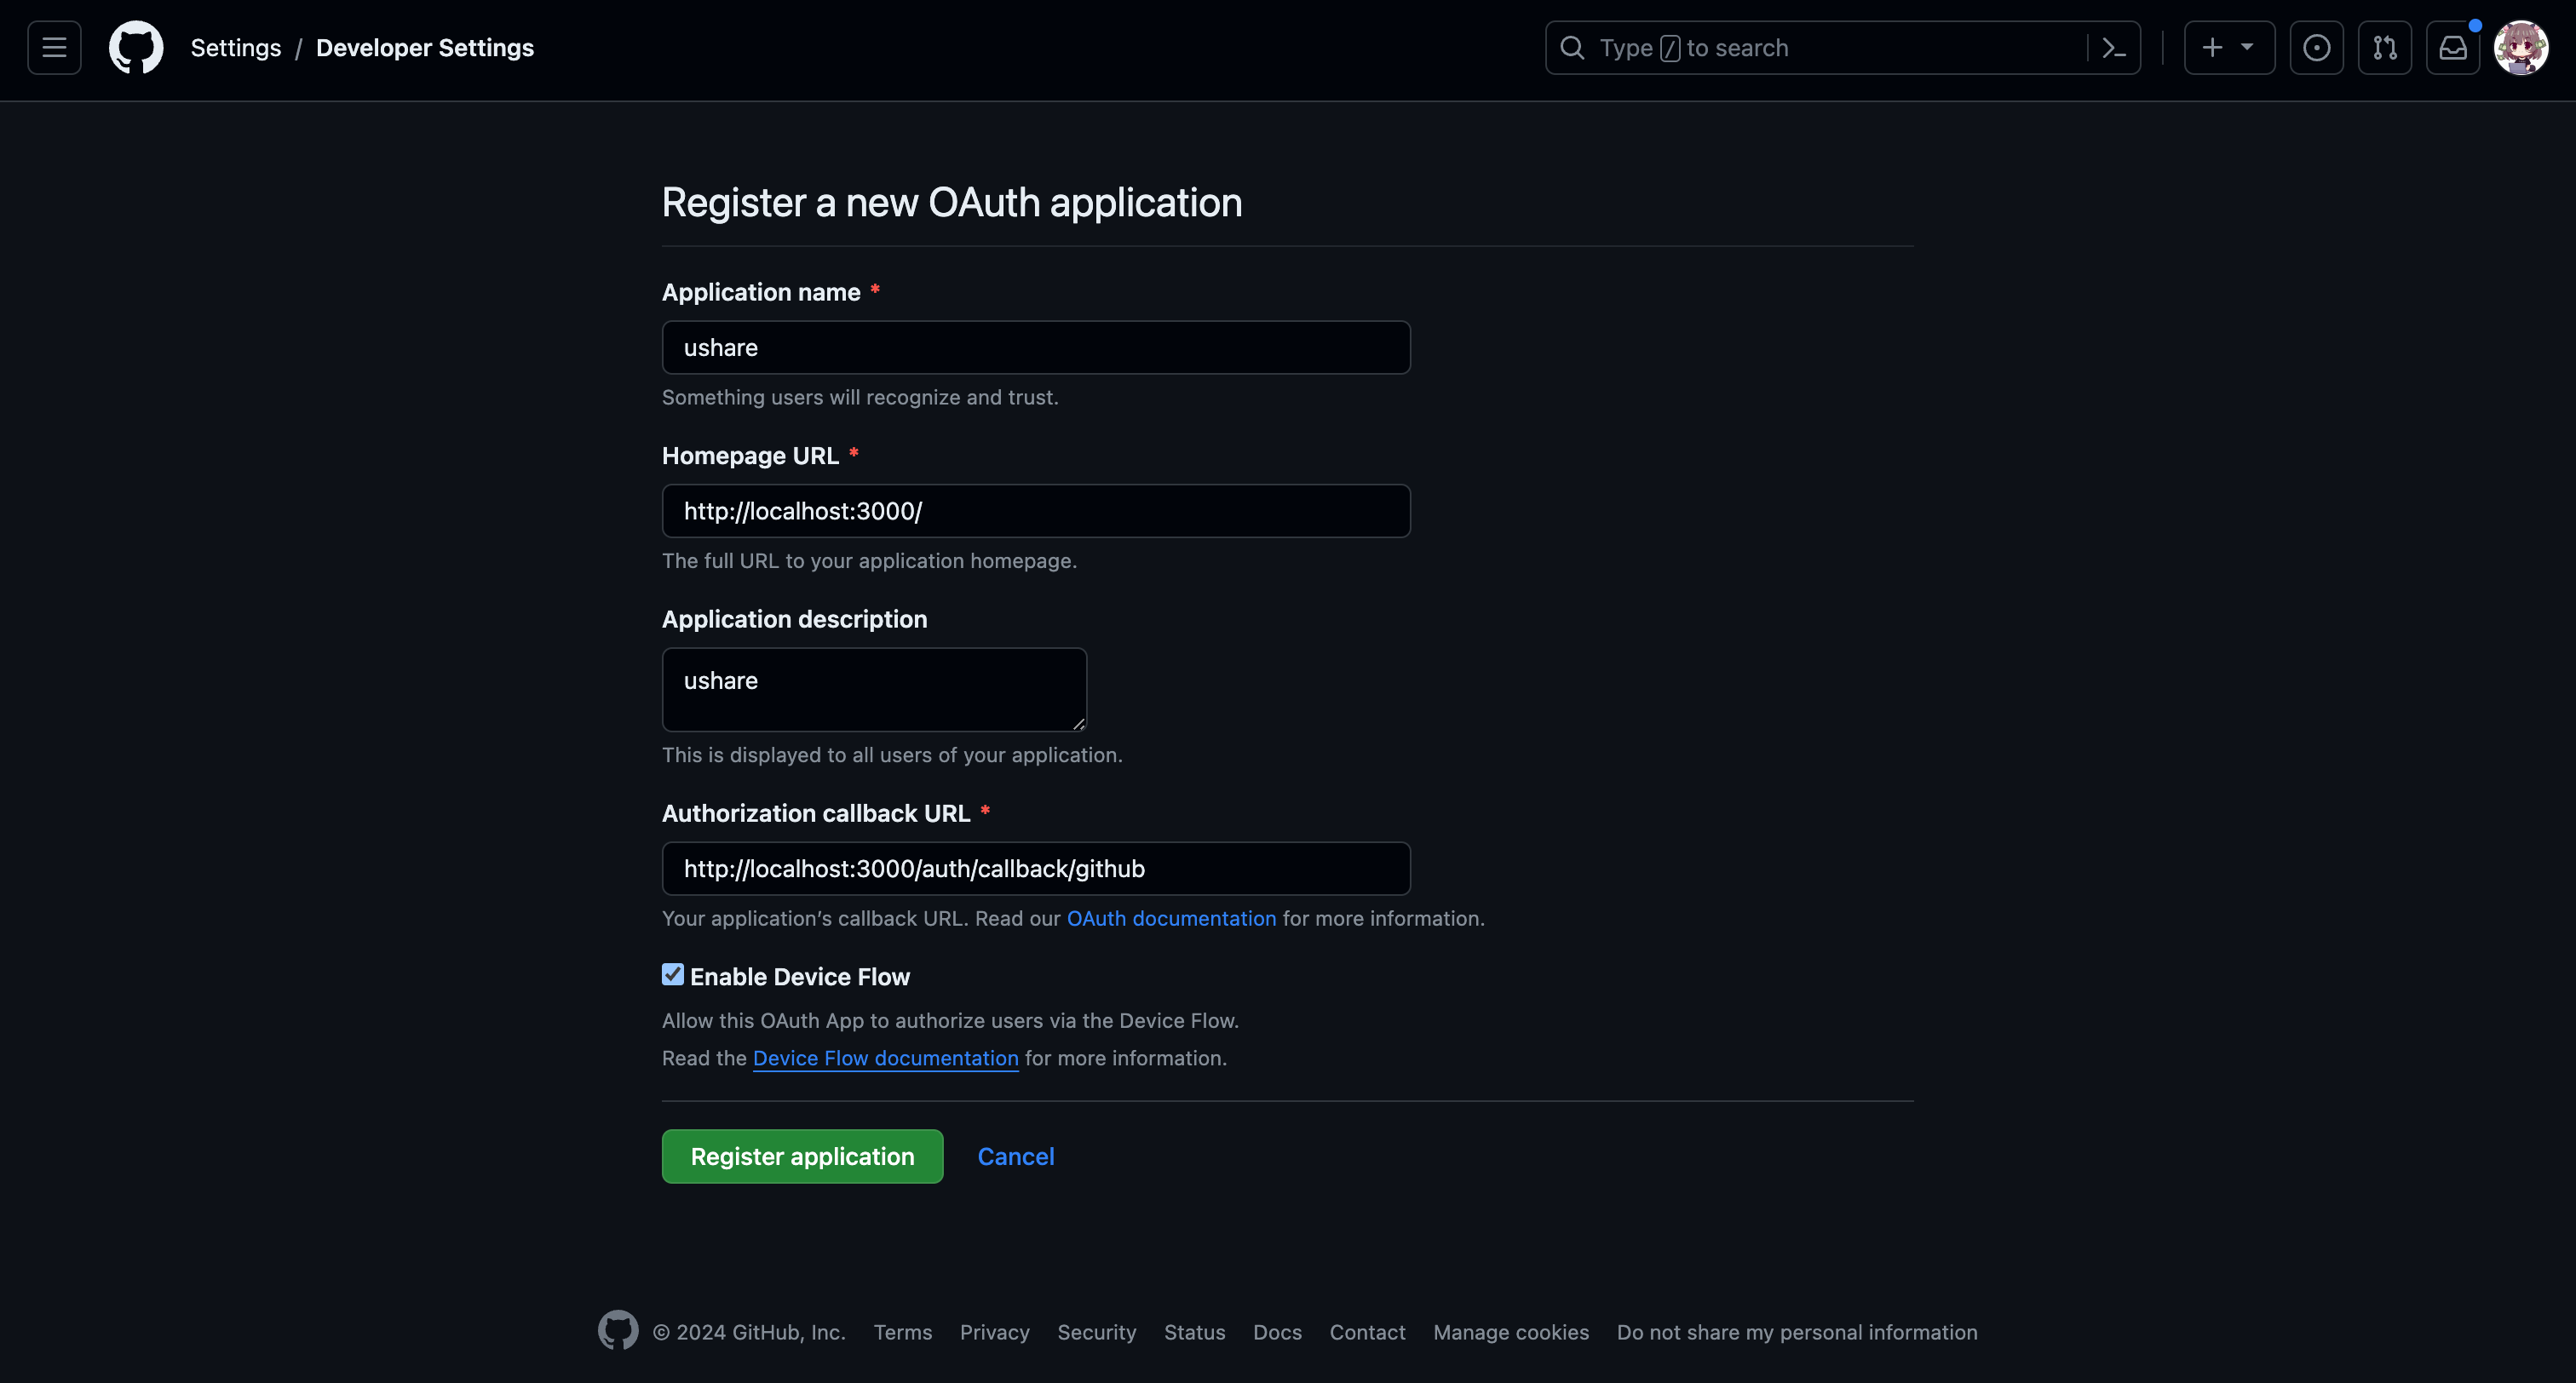 Settings / Developer Settings
Type / to search
Register a new OAuth application
Application name *
ushare
Something users will recognize and trust.
Homepage URL *
http://localhost:3000/
The full URL to your application homepage.
Application description
ushare
This is displayed to all users of your application.
Authorization callback URL *
http://localhost:3000/auth/callback/github
Your application’s callback URL. Read our OAuth documentation for more information.
Enable Device Flow
Allow this OAuth App to authorize users via the Device Flow.
Read the Device Flow documentation for more information.
Register application Cancel
© 2024 GitHub, Inc. Terms Privacy Security Status Docs Contact Manage cookies Do not share my personal information